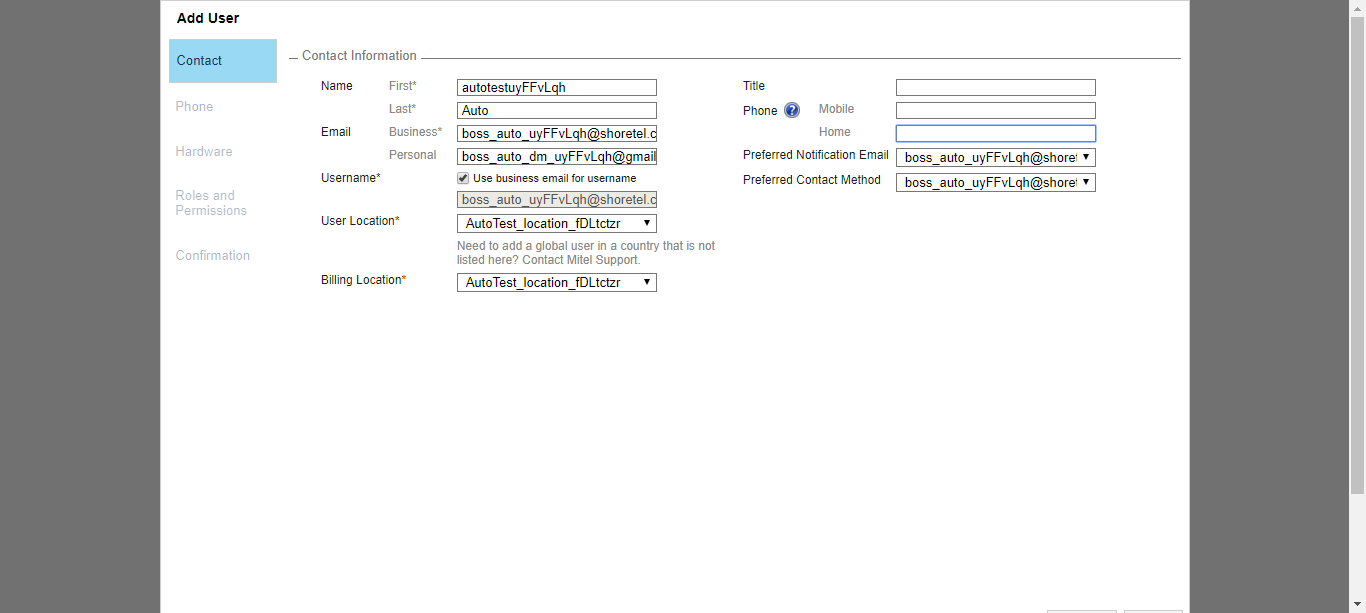 Add User
Contact
Phone
Hardware
Roles and
Permissions
Confirmation
Contact Information
Name First* autotestuyFFvLqh
Last* Auto
Email Business* boss_auto_uyFFvLqh@shoretel.c
Personal boss_auto_dm_uyFFvLqh@gmail
Username* Use business email for username
boss_auto_uyFFvLqh@shoretel.c
User Location* AutoTest_location_fDLtctzr
Need to add a global user in a country that is not
listed here? Contact Mitel Support.
Billing Location* AutoTest_location_fDLtctzr
Title
Phone ? Mobile
Home
Preferred Notification Email boss_auto_uyFFvLqh@shoret
Preferred Contact Method boss_auto_uyFFvLqh@shoret